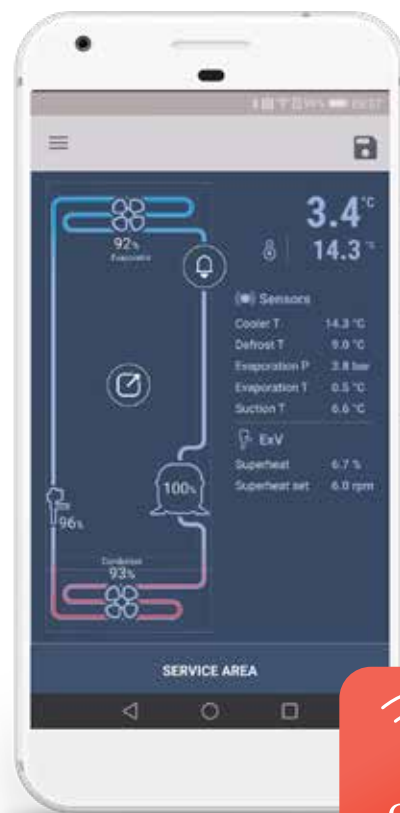 3.4 °C
92%
Evaporator
14.3
Sensors
Cooler T 14.3 °C
Defrost T 9.0 °C
Evaporation P 3.8 bar
Evaporation T 0.5 °C
Suction T 6.6 °C
ExV
Superheat 6.7 %
Superheat set 6.0 rpm
100%
96%
Condenser
93%
SERVICE AREA